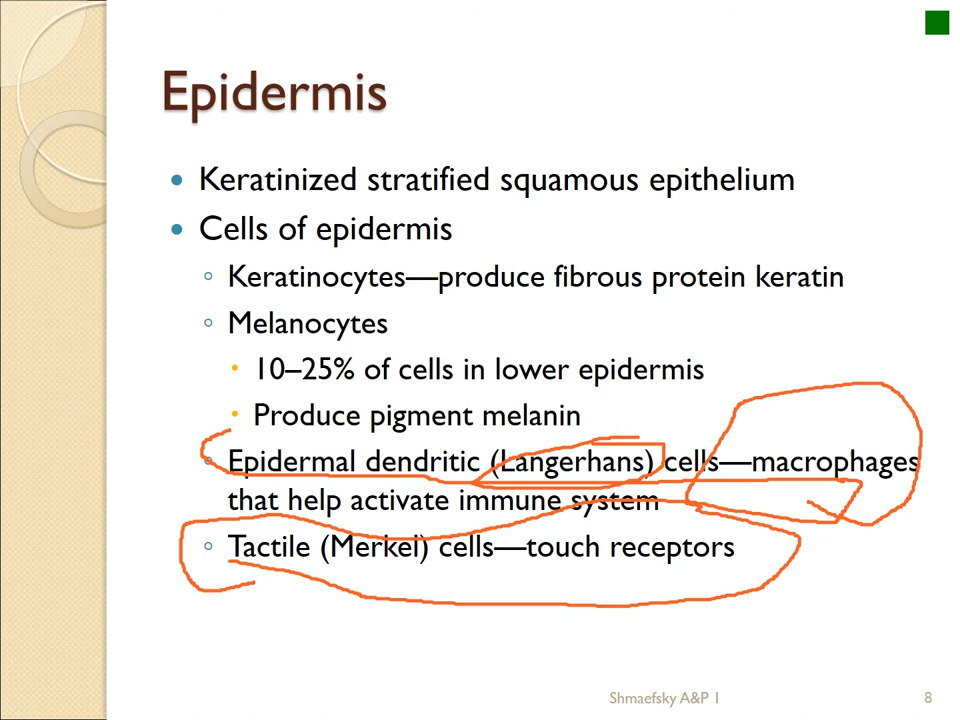 Epidermis
• Keratinized stratified squamous epithelium
• Cells of epidermis
◦ Keratinocytes—produce fibrous protein keratin
◦ Melanocytes
• 10–25% of cells in lower epidermis
• Produce pigment melanin
◦ Epidermal dendritic (Langerhans) cells—macrophages
that help activate immune system
◦ Tactile (Merkel) cells—touch receptors
Shmaefsky A&P 1
8